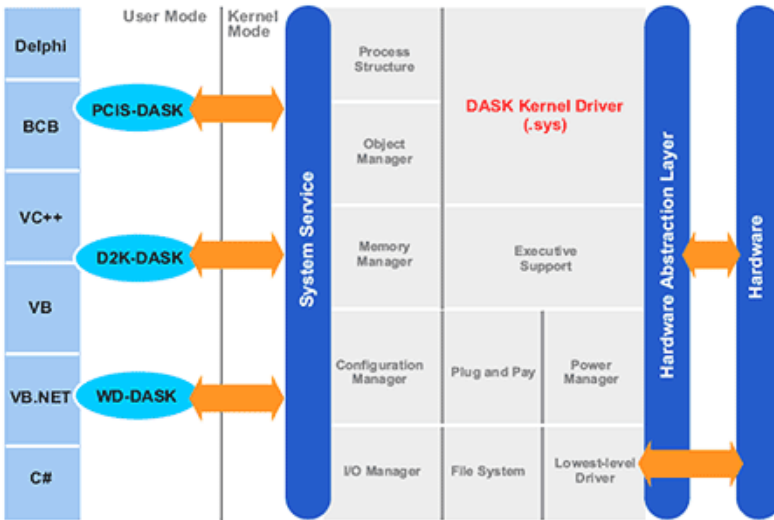 User Mode
Kernel
Mode
Delphi
BCB
VC++
VB
VB.NET
C#
PCIS-DASK
D2K-DASK
WD-DASK
System Service
Process
Structure
DASK Kernel Driver
(.sys)
Object
Manager
Memory
Manager
Executive
Support
Configuration
Manager
Plug and Pay
Power
Manager
I/O Manager
File System
Lowest-level
Driver
Hardware Abstraction Layer
Hardware